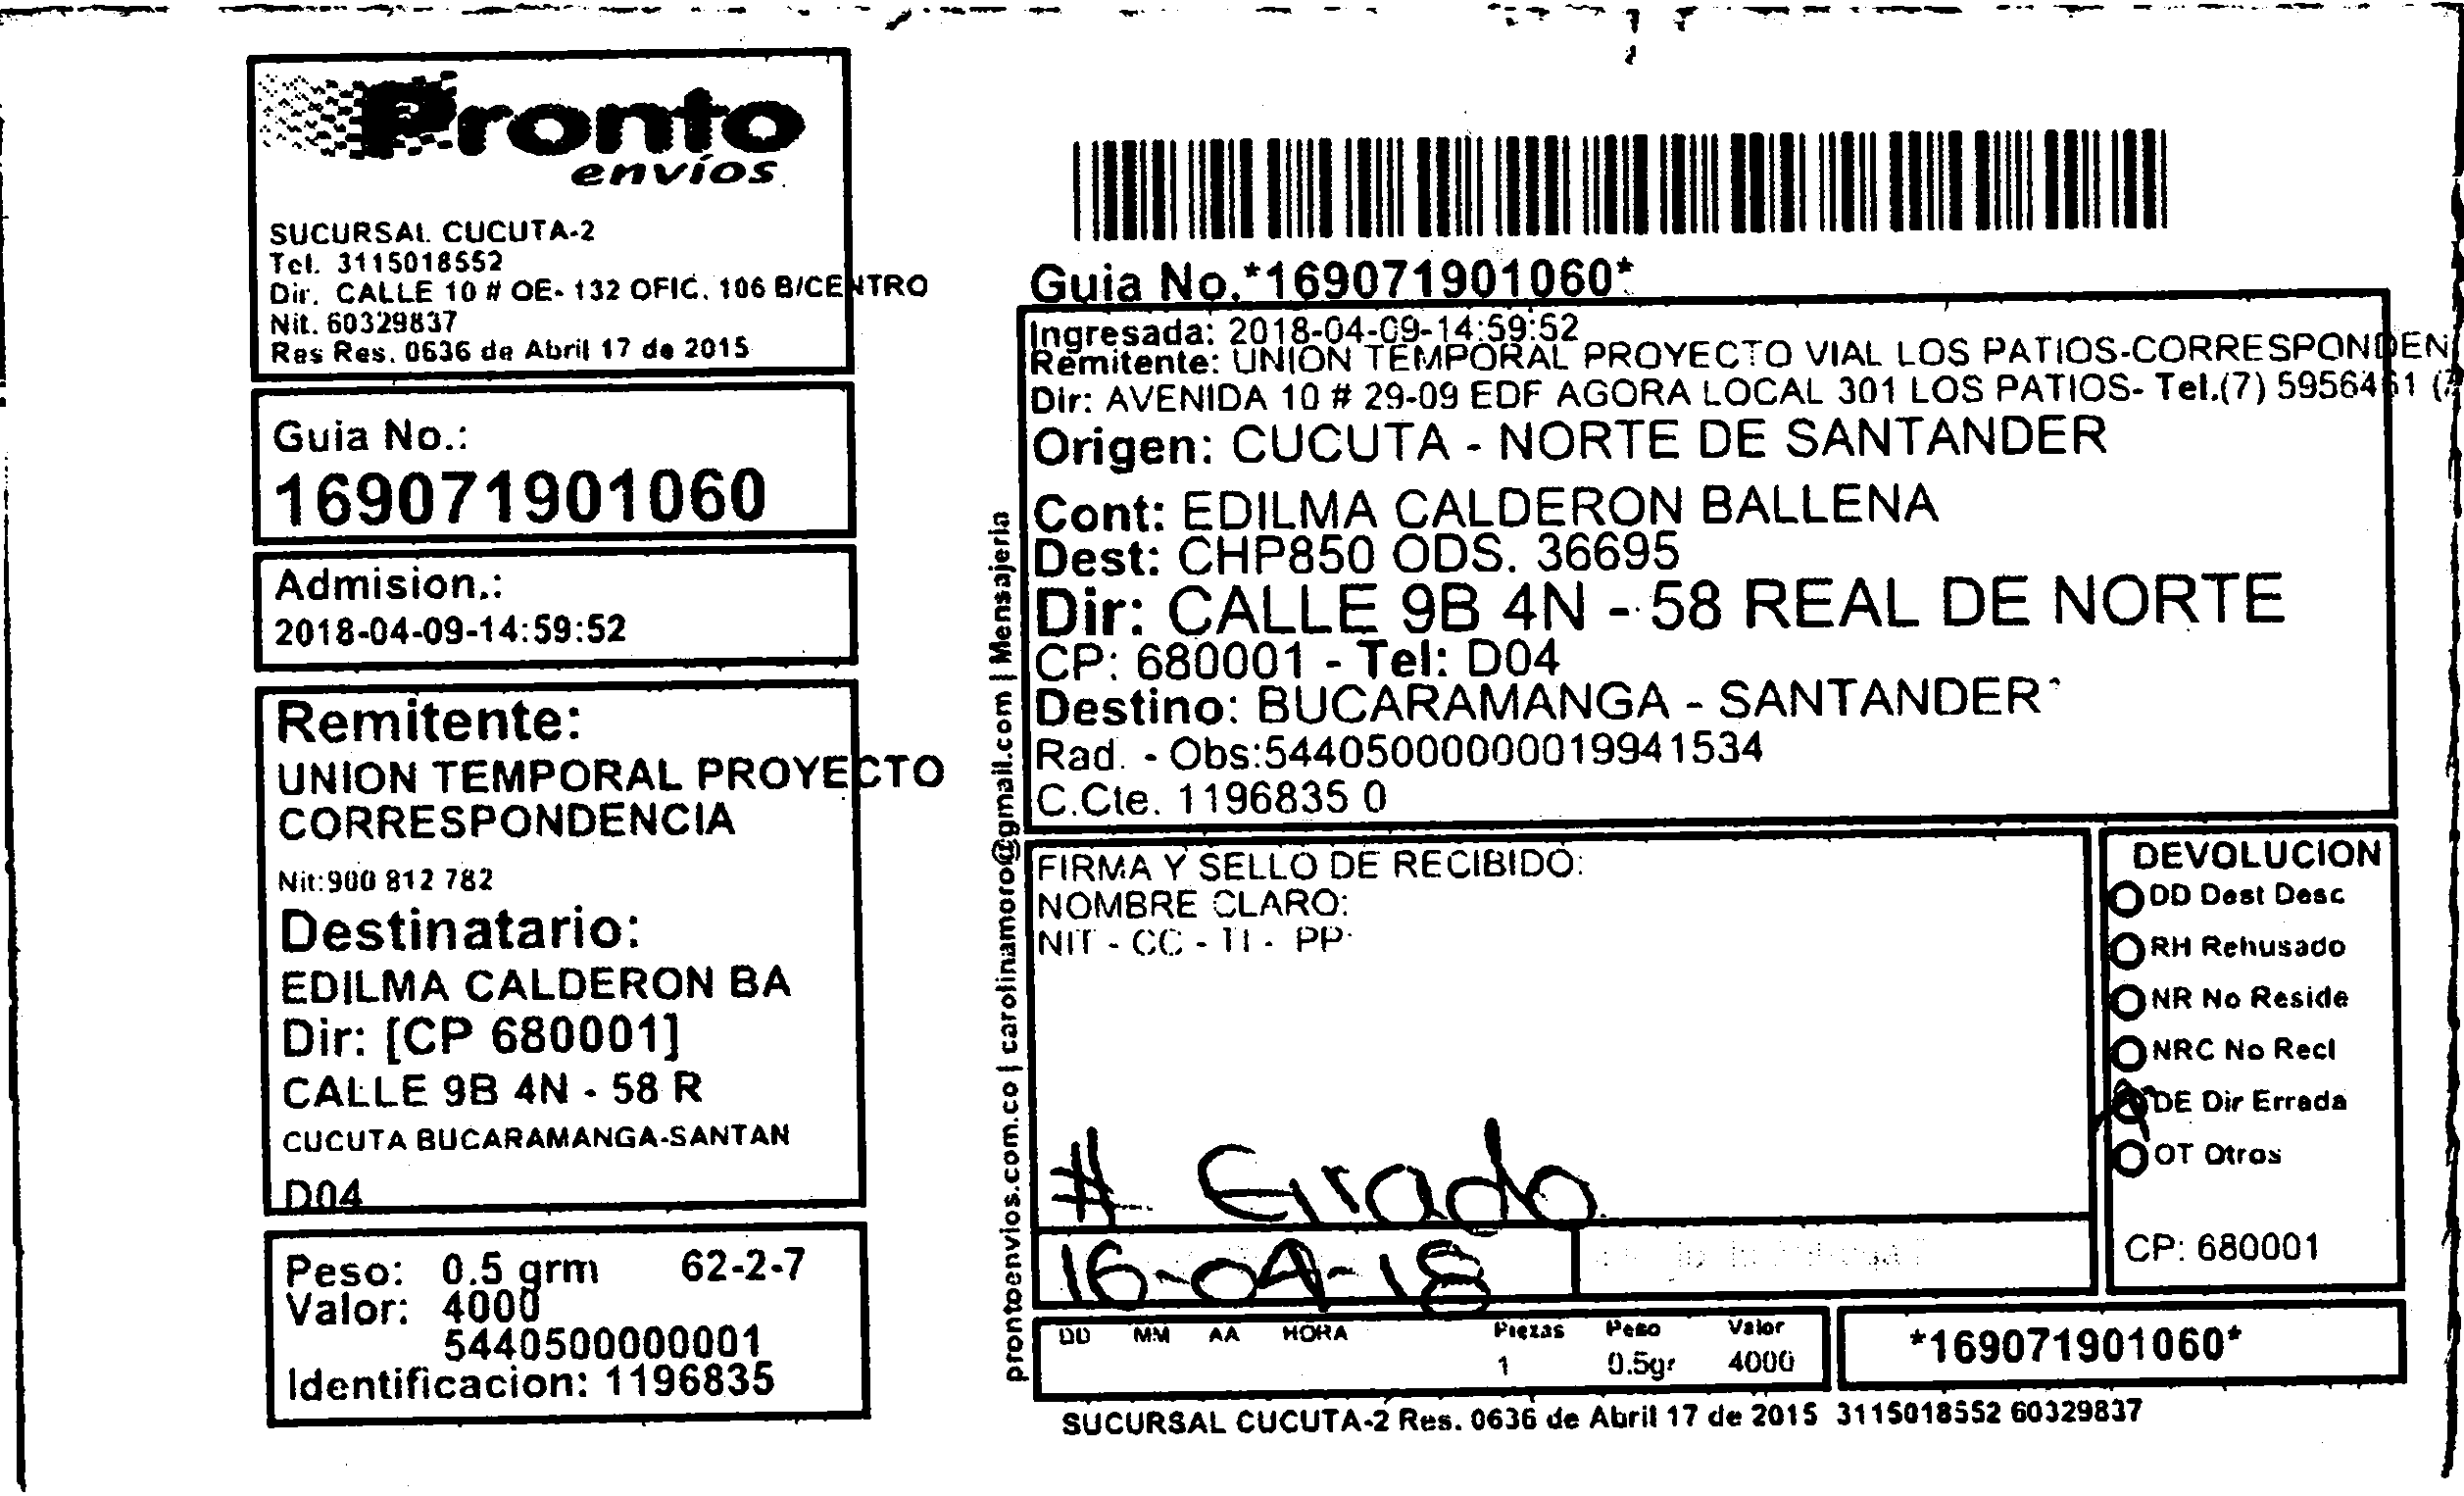 Pronto
envíos
SUCURSAL CUCUTA-2
Tel. 3115018552
Dir. CALLE 10 # OE- 132 OFIC. 106 B/CENTRO
Nit. 60329837
Res Res. 0636 de Abril 17 de 2015
Guia No.:
169071901060
Admision.:
2018-04-09-14:59:52
Remitente:
UNION TEMPORAL PROYECTO
CORRESPONDENCIA
Nit:900 812 782
Destinatario:
EDILMA CALDERON BA
Dir: [CP 680001]
CALLE 9B 4N - 58 R
CUCUTA BUCARAMANGA-SANTAN
D04
Peso: 0.5 grm 62-2-7
Valor: 4000
5440500000001
Identificacion: 1196835
prontoenvios.com.co | carolinamoro@gmail.com | Mensajeria
Guia No.*169071901060*
Ingresada: 2018-04-09-14:59:52
Remitente: UNION TEMPORAL PROYECTO VIAL LOS PATIOS-CORRESPONDEN
Dir: AVENIDA 10 # 29-09 EDF AGORA LOCAL 301 LOS PATIOS- Tel.(7) 5956461 (7
Origen: CUCUTA - NORTE DE SANTANDER
Cont: EDILMA CALDERON BALLENA
Dest: CHP850 ODS. 36695
Dir: CALLE 9B 4N - 58 REAL DE NORTE
CP: 680001 - Tel: D04
Destino: BUCARAMANGA - SANTANDER
Rad. - Obs:544050000000019941534
C.Cte. 1196835 0
FIRMA Y SELLO DE RECIBIDO:
NOMBRE CLARO:
NIT - CC - TI - PP
# Errado
16-04-18
DD MM AA HORA Piezas Peso Valor
1 0.5gr 4000
DEVOLUCION
DD Dest Desc
RH Rehusado
NR No Reside
NRC No Recl
DE Dir Errada
OT Otros
CP: 680001
*169071901060*
SUCURSAL CUCUTA-2 Res. 0636 de Abril 17 de 2015 3115018552 60329837